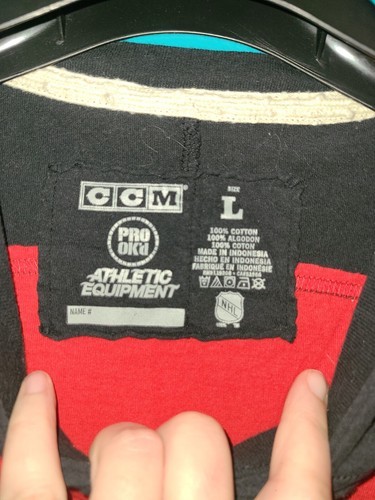 CCM
PRO
OK'D
ATHLETIC
EQUIPMENT
NAME #
SIZE
L
100% COTTON
100% ALGODON
100% COTON
MADE IN INDONESIA
HECHO EN INDONESIA
FABRIQUÉ EN INDONÉSIE
NHL